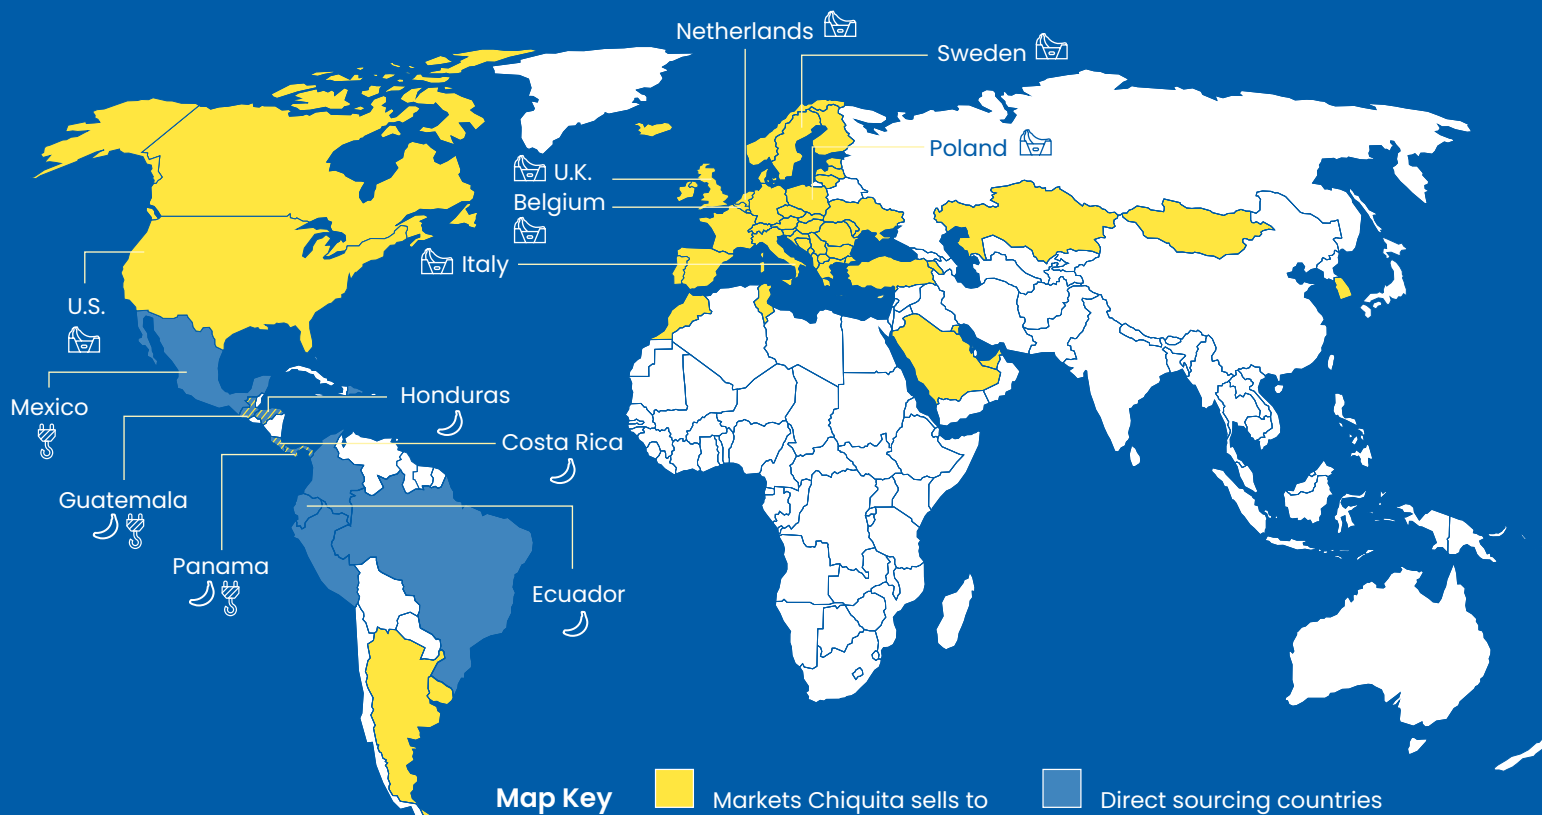 Netherlands
Sweden
Poland
U.K.
Belgium
Italy
U.S.
Mexico
Honduras
Costa Rica
Guatemala
Panama
Ecuador
Map Key
Markets Chiquita sells to
Direct sourcing countries